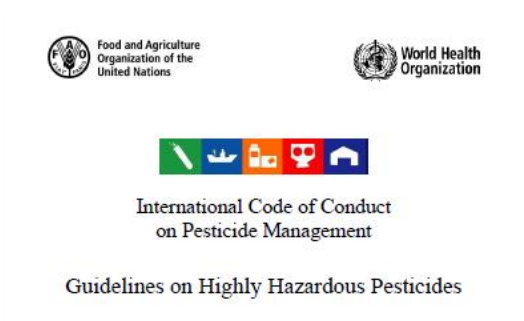 Food and Agriculture
Organization of the
United Nations
World Health
Organization
International Code of Conduct
on Pesticide Management
Guidelines on Highly Hazardous Pesticides